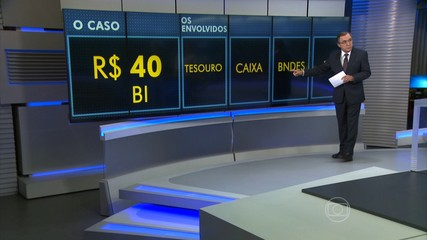 O CASO
R$ 40
BI
OS
ENVOLVIDOS
TESOURO
CAIXA
BNDES